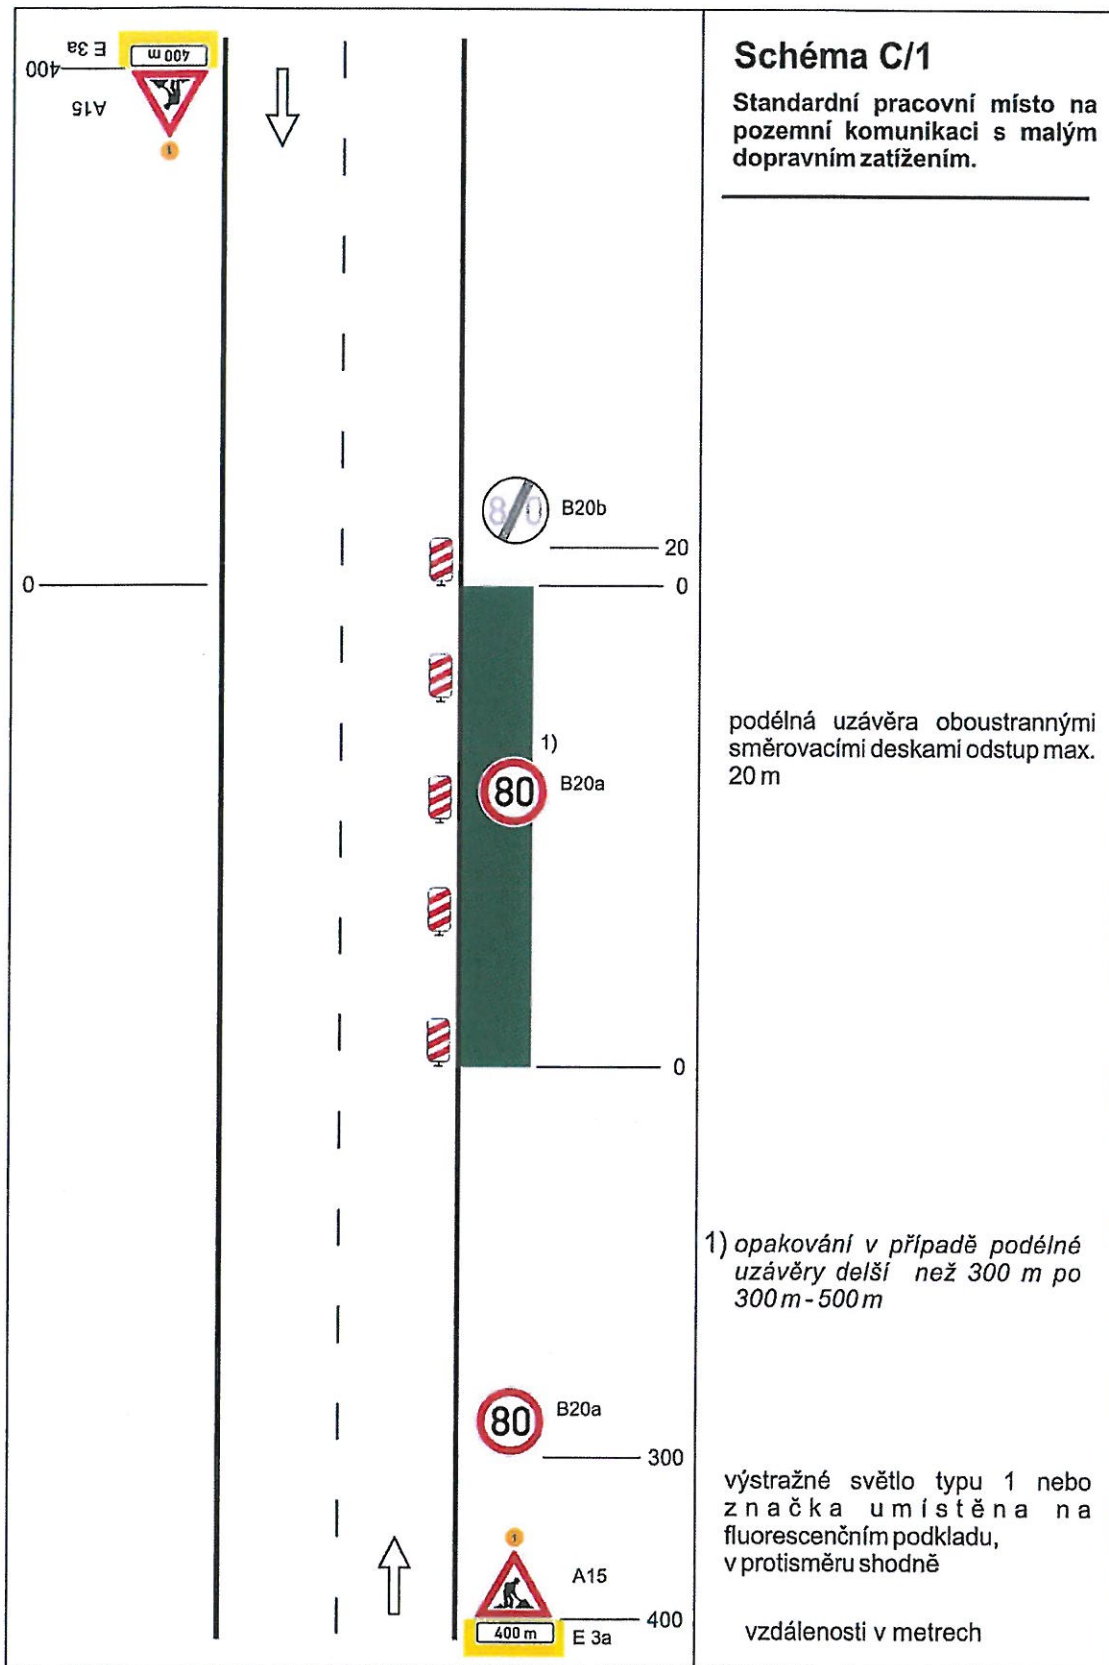 Schéma C/1
Standardní pracovní místo na
pozemní komunikaci s malým
dopravním zatížením.
400
E 3a
400 m
A15
1
80
B20b
20
0
0
podélná uzávěra oboustrannými
směrovacími deskami odstup max.
20 m
1)
80
B20a
0
1) opakování v případě podélné
uzávěry delší než 300 m po
300 m - 500 m
80
B20a
300
výstražné světlo typu 1 nebo
značka umístěna na
fluorescenčním podkladu,
v protisměru shodně
1
A15
400
400 m
E 3a
vzdálenosti v metrech